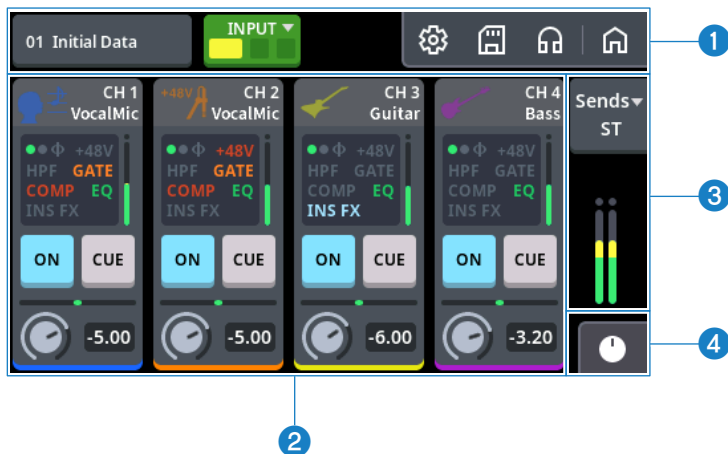 01 Initial Data
INPUT ▼
1
CH 1
VocalMic
Φ +48V
HPF GATE
COMP EQ
INS FX
ON CUE
-5.00
+48V
CH 2
VocalMic
Φ +48V
HPF GATE
COMP EQ
INS FX
ON CUE
-5.00
CH 3
Guitar
Φ +48V
HPF GATE
COMP EQ
INS FX
ON CUE
-6.00
CH 4
Bass
Φ +48V
HPF GATE
COMP EQ
INS FX
ON CUE
-3.20
Sends▼
ST
3
4
2